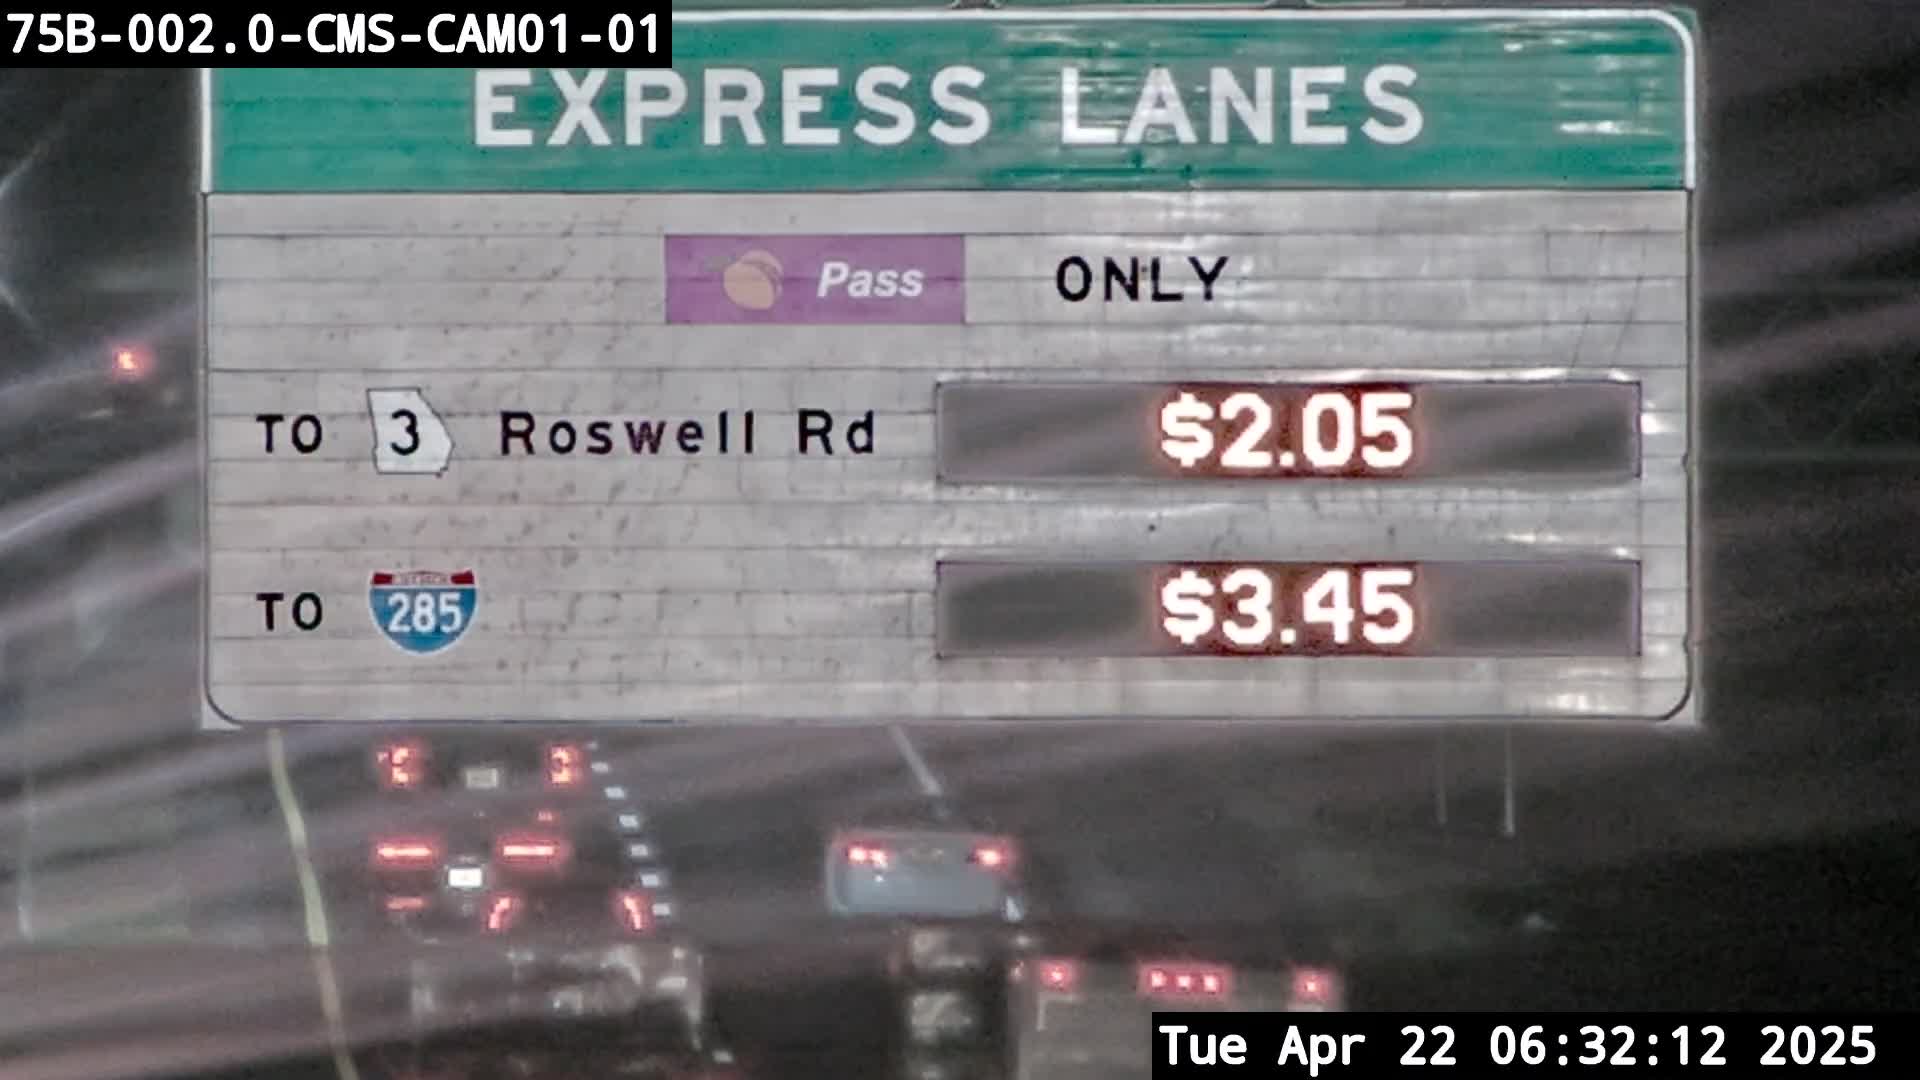 75B-002.0-CMS-CAM01-01
EXPRESS LANES
Pass ONLY
TO 3 Roswell Rd $2.05
TO 285 $3.45
Tue Apr 22 06:32:12 2025